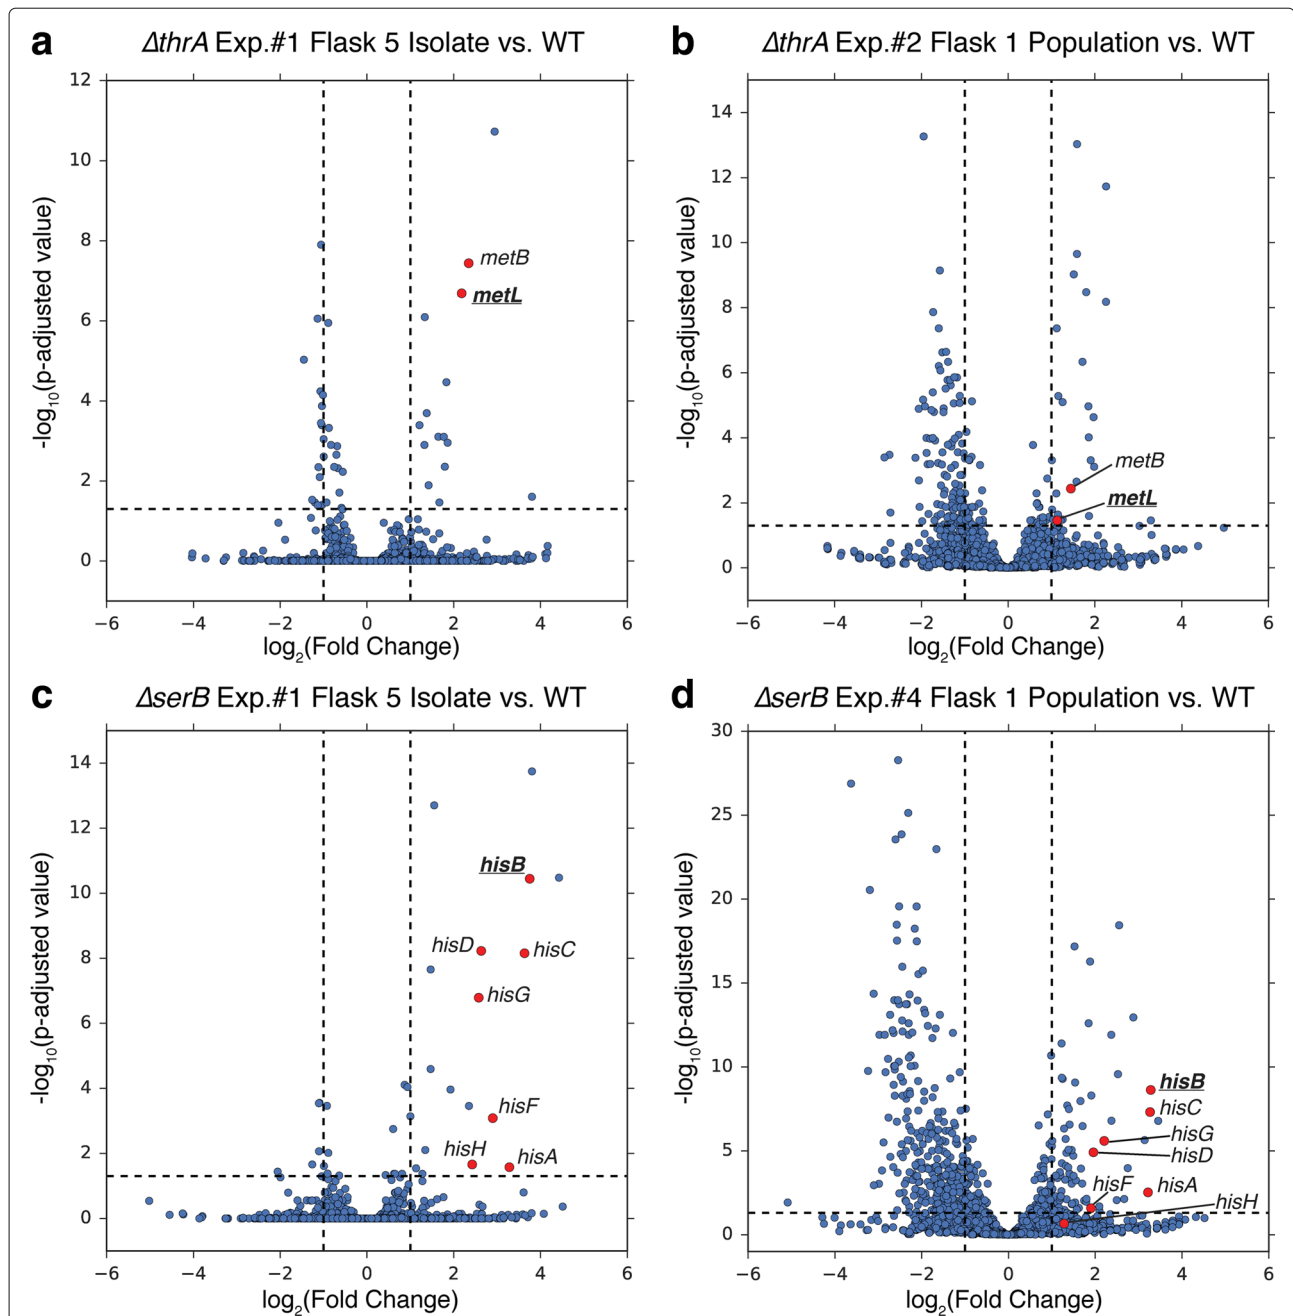 a
ΔthrA Exp.#1 Flask 5 Isolate vs. WT
12
10
8
6
4
2
0
-log10(p-adjusted value)
metB
metL
−6
−4
−2
0
2
4
6
log2(Fold Change)
b
ΔthrA Exp.#2 Flask 1 Population vs. WT
14
12
10
8
6
4
2
0
-log10(p-adjusted value)
metB
metL
−6
−4
−2
0
2
4
6
log2(Fold Change)
c
ΔserB Exp.#1 Flask 5 Isolate vs. WT
14
12
10
8
6
4
2
0
-log10(p-adjusted value)
hisB
hisD
hisC
hisG
hisF
hisH
hisA
−6
−4
−2
0
2
4
6
log2(Fold Change)
d
ΔserB Exp.#4 Flask 1 Population vs. WT
30
25
20
15
10
5
0
-log10(p-adjusted value)
hisB
hisC
hisG
hisD
hisF
hisA
hisH
−6
−4
−2
0
2
4
6
log2(Fold Change)